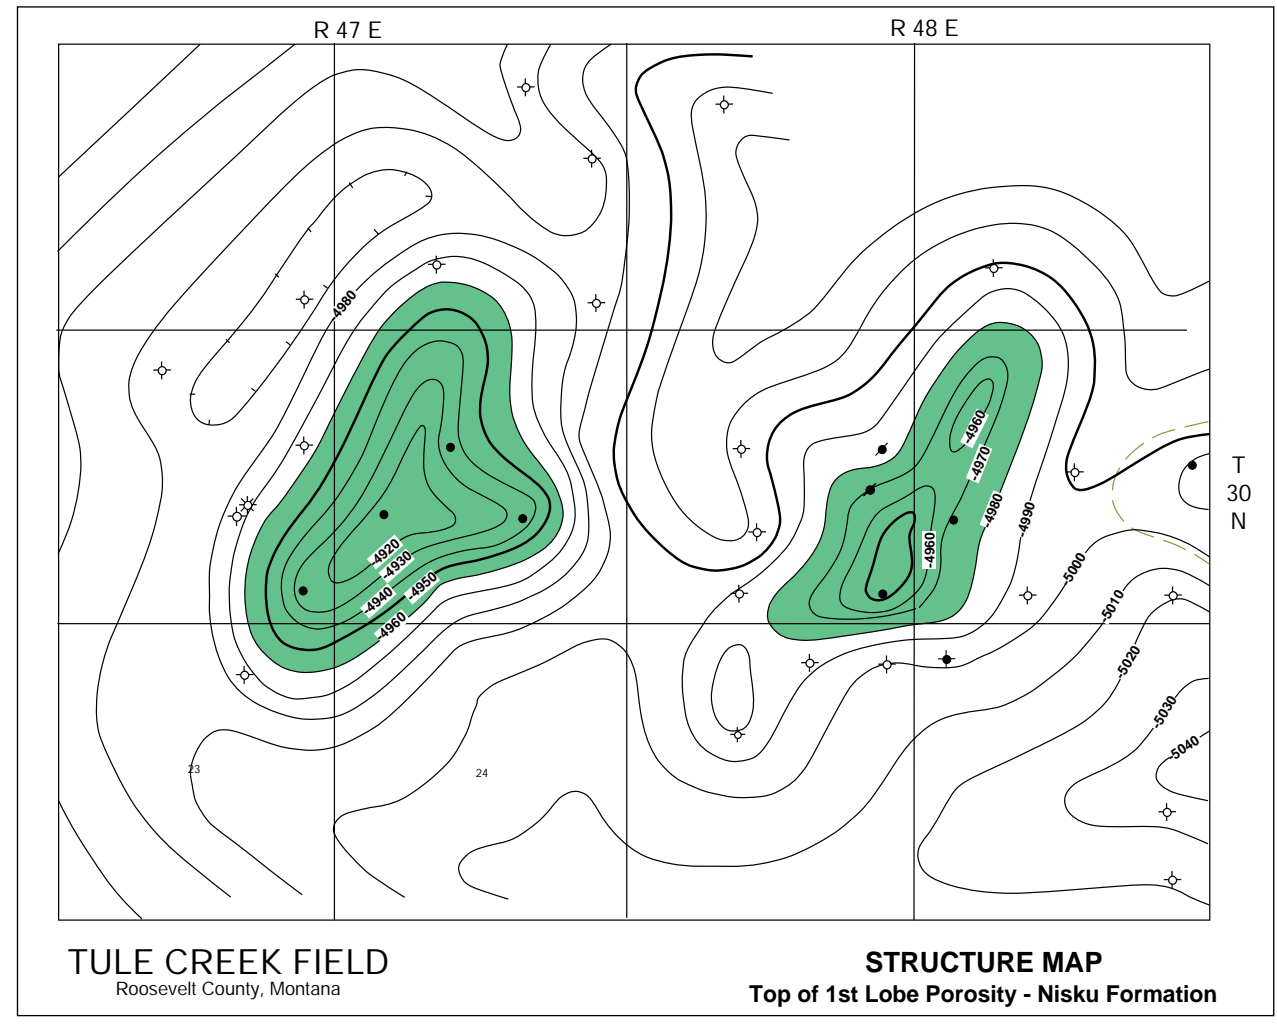 R 47 E
R 48 E
-4980
-4960
-4970
-4980
-4990
T
30
N
-4920
-4930
-4940
-4950
-4960
-4960
-5000
-5010
-5020
-5030
-5040
23
24
TULE CREEK FIELD
Roosevelt County, Montana
STRUCTURE MAP
Top of 1st Lobe Porosity - Nisku Formation